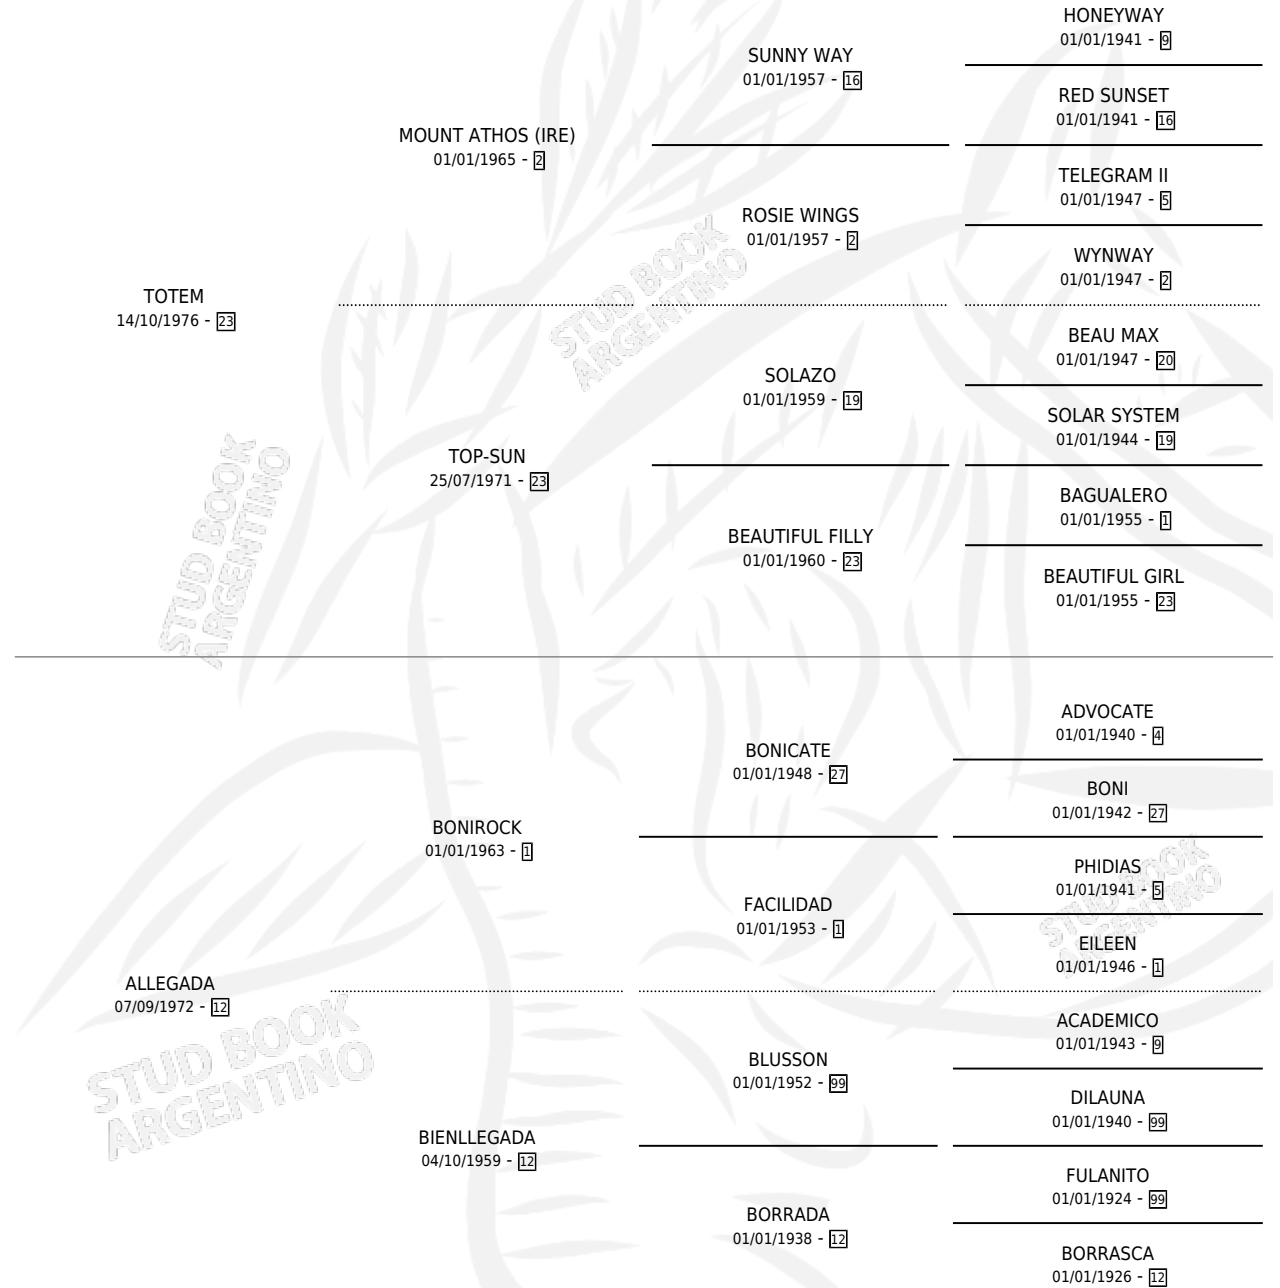 HONEYWAY
01/01/1941 - 9
SUNNY WAY
01/01/1957 - 16
RED SUNSET
01/01/1941 - 16
MOUNT ATHOS (IRE)
01/01/1965 - 2
TELEGRAM II
01/01/1947 - 5
ROSIE WINGS
01/01/1957 - 2
WYNWAY
01/01/1947 - 2
TOTEM
14/10/1976 - 23
BEAU MAX
01/01/1947 - 20
SOLAZO
01/01/1959 - 19
SOLAR SYSTEM
01/01/1944 - 19
TOP-SUN
25/07/1971 - 23
BAGUALERO
01/01/1955 - 1
BEAUTIFUL FILLY
01/01/1960 - 23
BEAUTIFUL GIRL
01/01/1955 - 23
STUD BOOK
ARGENTINO
STUD BOOK
ARGENTINO
ADVOCATE
01/01/1940 - 4
BONICATE
01/01/1948 - 27
BONI
01/01/1942 - 27
BONIROCK
01/01/1963 - 1
PHIDIAS
01/01/1941 - 5
FACILIDAD
01/01/1953 - 1
EILEEN
01/01/1946 - 1
ALLEGADA
07/09/1972 - 12
ACADEMICO
01/01/1943 - 9
BLUSSON
01/01/1952 - 99
DILAUNA
01/01/1940 - 99
BIENLLEGADA
04/10/1959 - 12
FULANITO
01/01/1924 - 99
BORRADA
01/01/1938 - 12
BORRASCA
01/01/1926 - 12
STUD BOOK
ARGENTINO
STUD BOOK
ARGENTINO